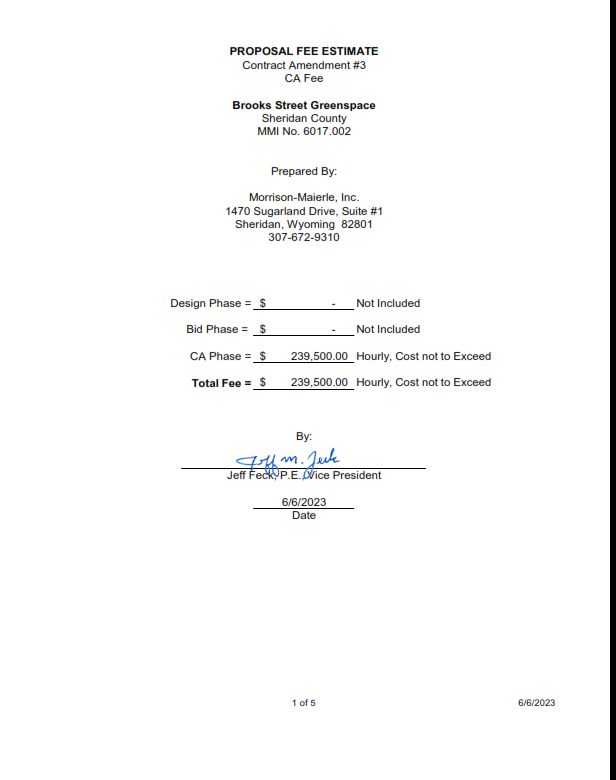 PROPOSAL FEE ESTIMATE
Contract Amendment #3
CA Fee
Brooks Street Greenspace
Sheridan County
MMI No. 6017.002
Prepared By:
Morrison-Maierle, Inc.
1470 Sugarland Drive, Suite #1
Sheridan, Wyoming 82801
307-672-9310
Design Phase = $ - Not Included
Bid Phase = $ - Not Included
CA Phase = $ 239,500.00 Hourly, Cost not to Exceed
Total Fee = $ 239,500.00 Hourly, Cost not to Exceed
By:
Jeff M. Feck
Jeff Feck, P.E., Vice President
6/6/2023
Date
1 of 5 6/6/2023